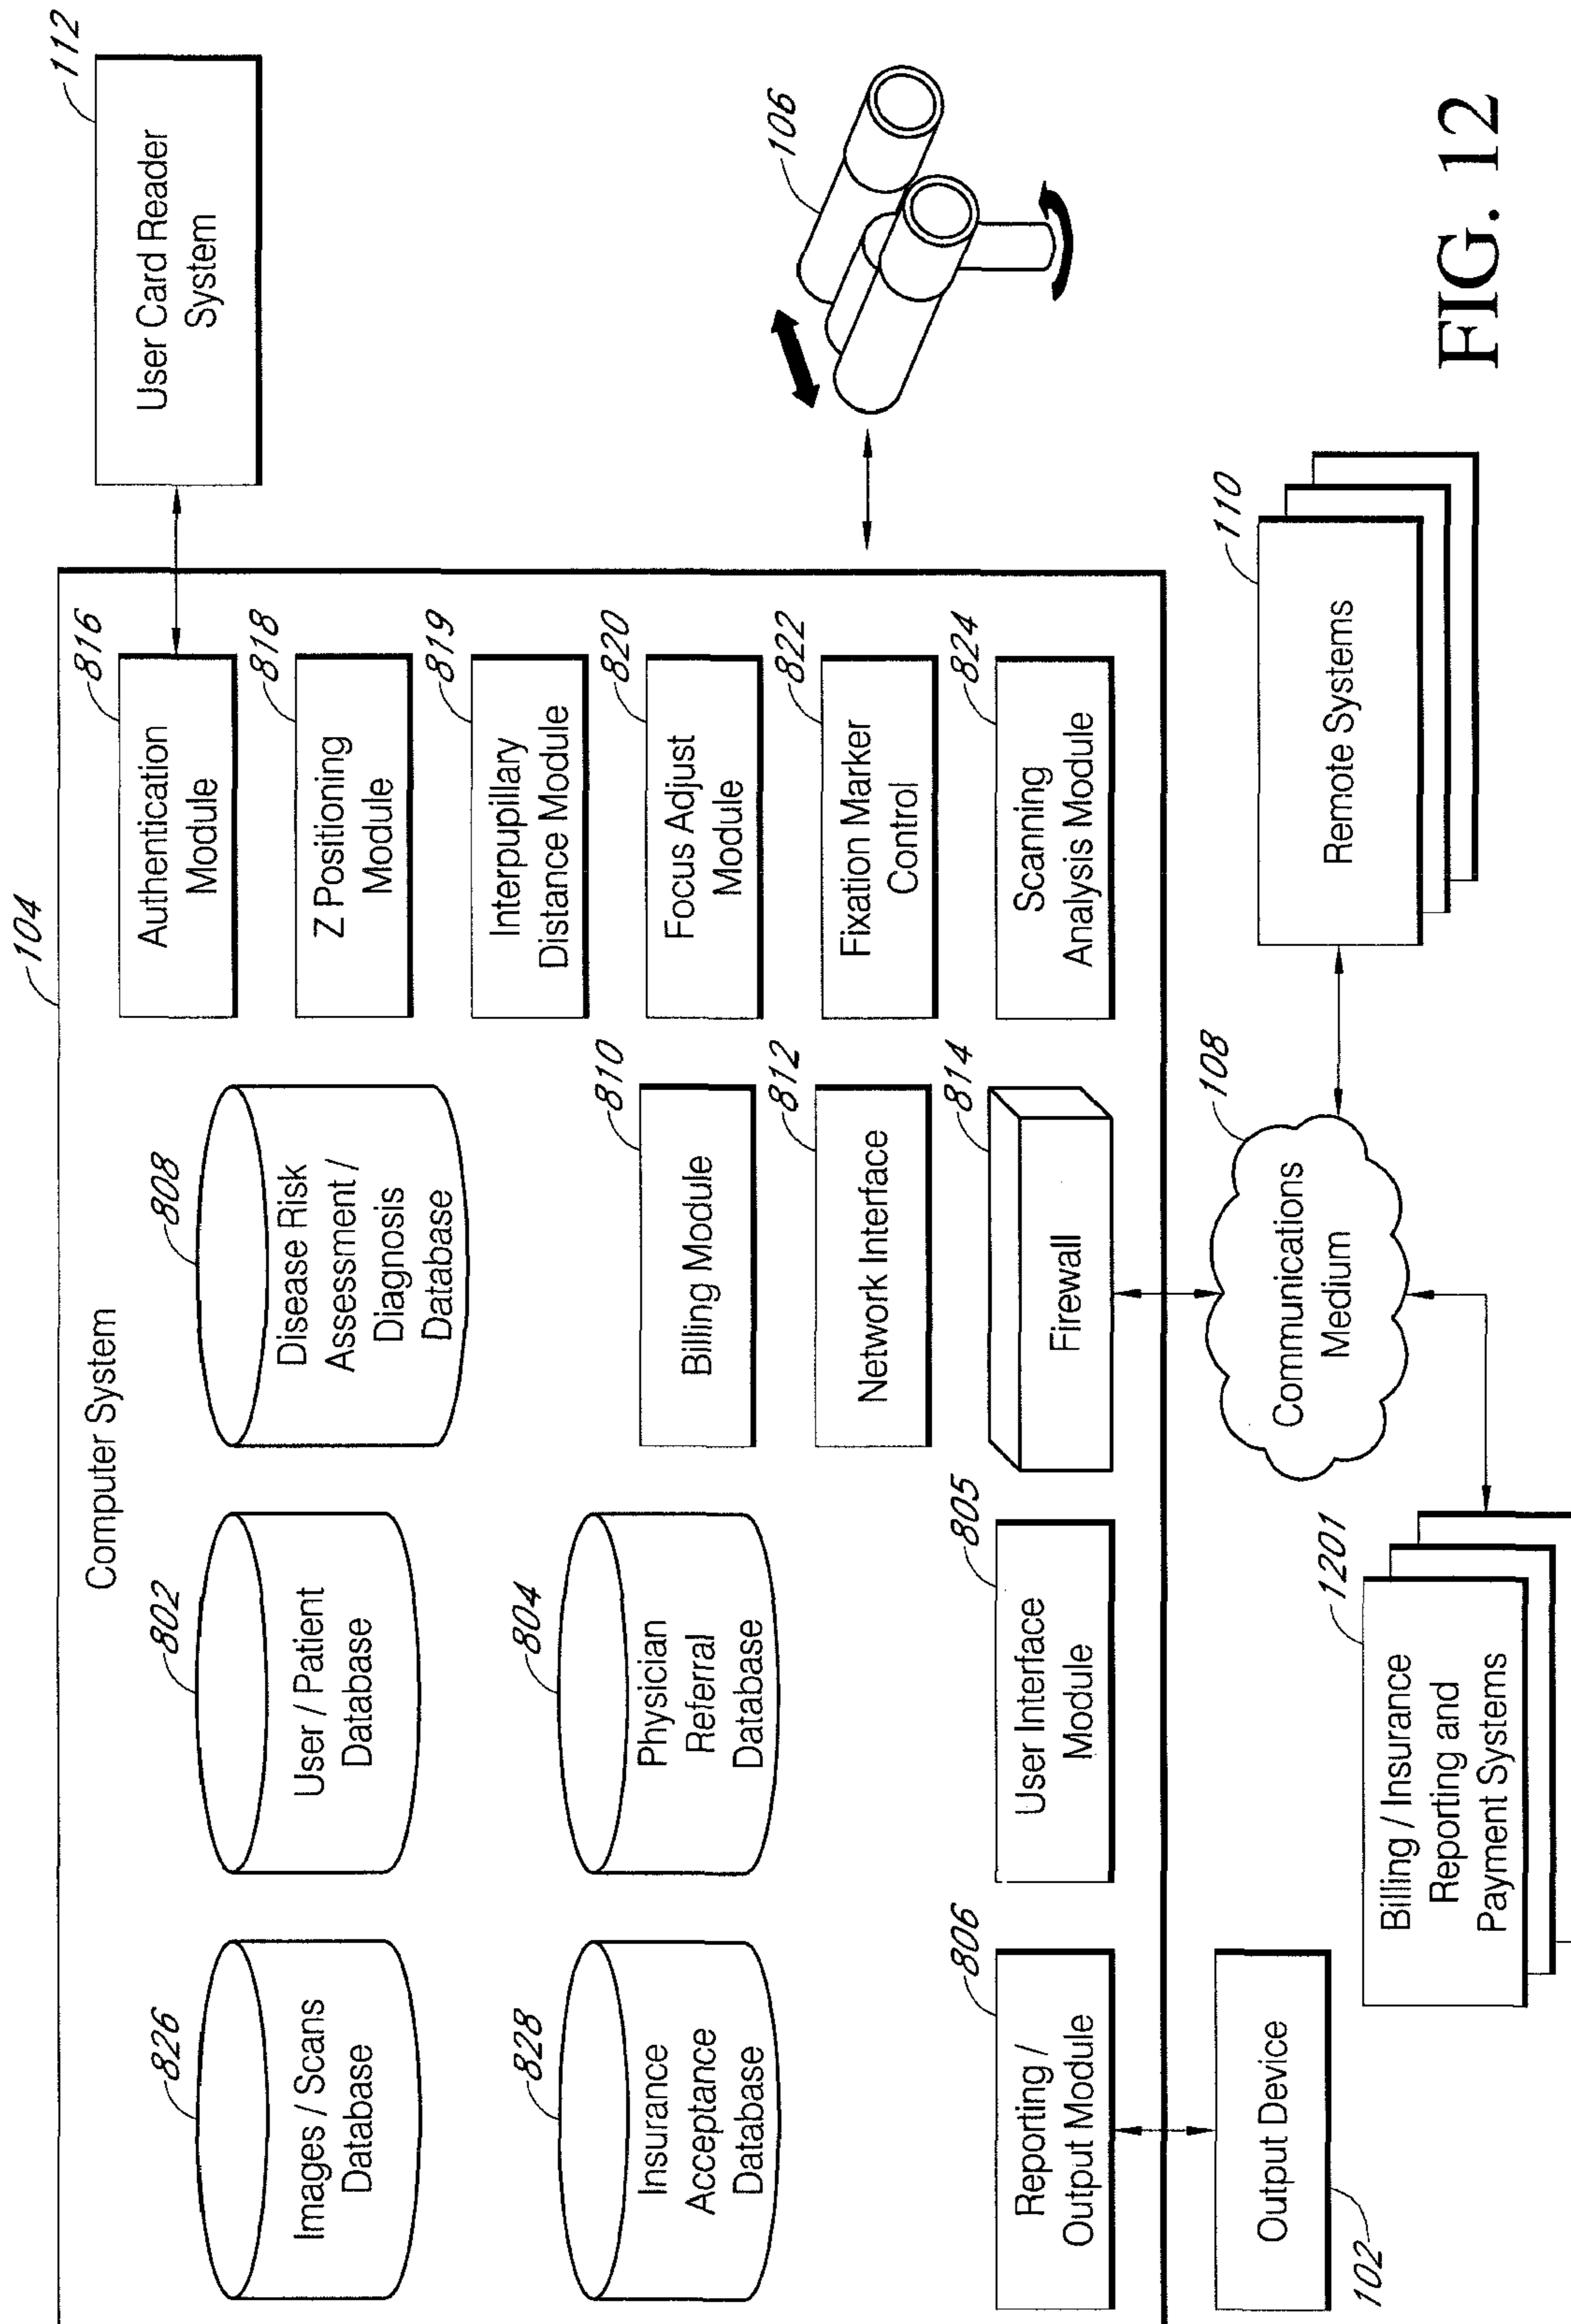 104
Computer System
826
Images / Scans
Database
802
User / Patient
Database
808
Disease Risk
Assessment /
Diagnosis
Database
816
Authentication
Module
112
User Card Reader
System
818
Z Positioning
Module
819
Interpupillary
Distance Module
828
Insurance
Acceptance
Database
804
Physician
Referral
Database
810
Billing Module
820
Focus Adjust
Module
106
812
Network Interface
822
Fixation Marker
Control
806
Reporting /
Output Module
805
User Interface
Module
814
Firewall
824
Scanning
Analysis Module
Output Device
102
1201
Billing / Insurance
Reporting and
Payment Systems
108
Communications
Medium
110
Remote Systems
FIG. 12